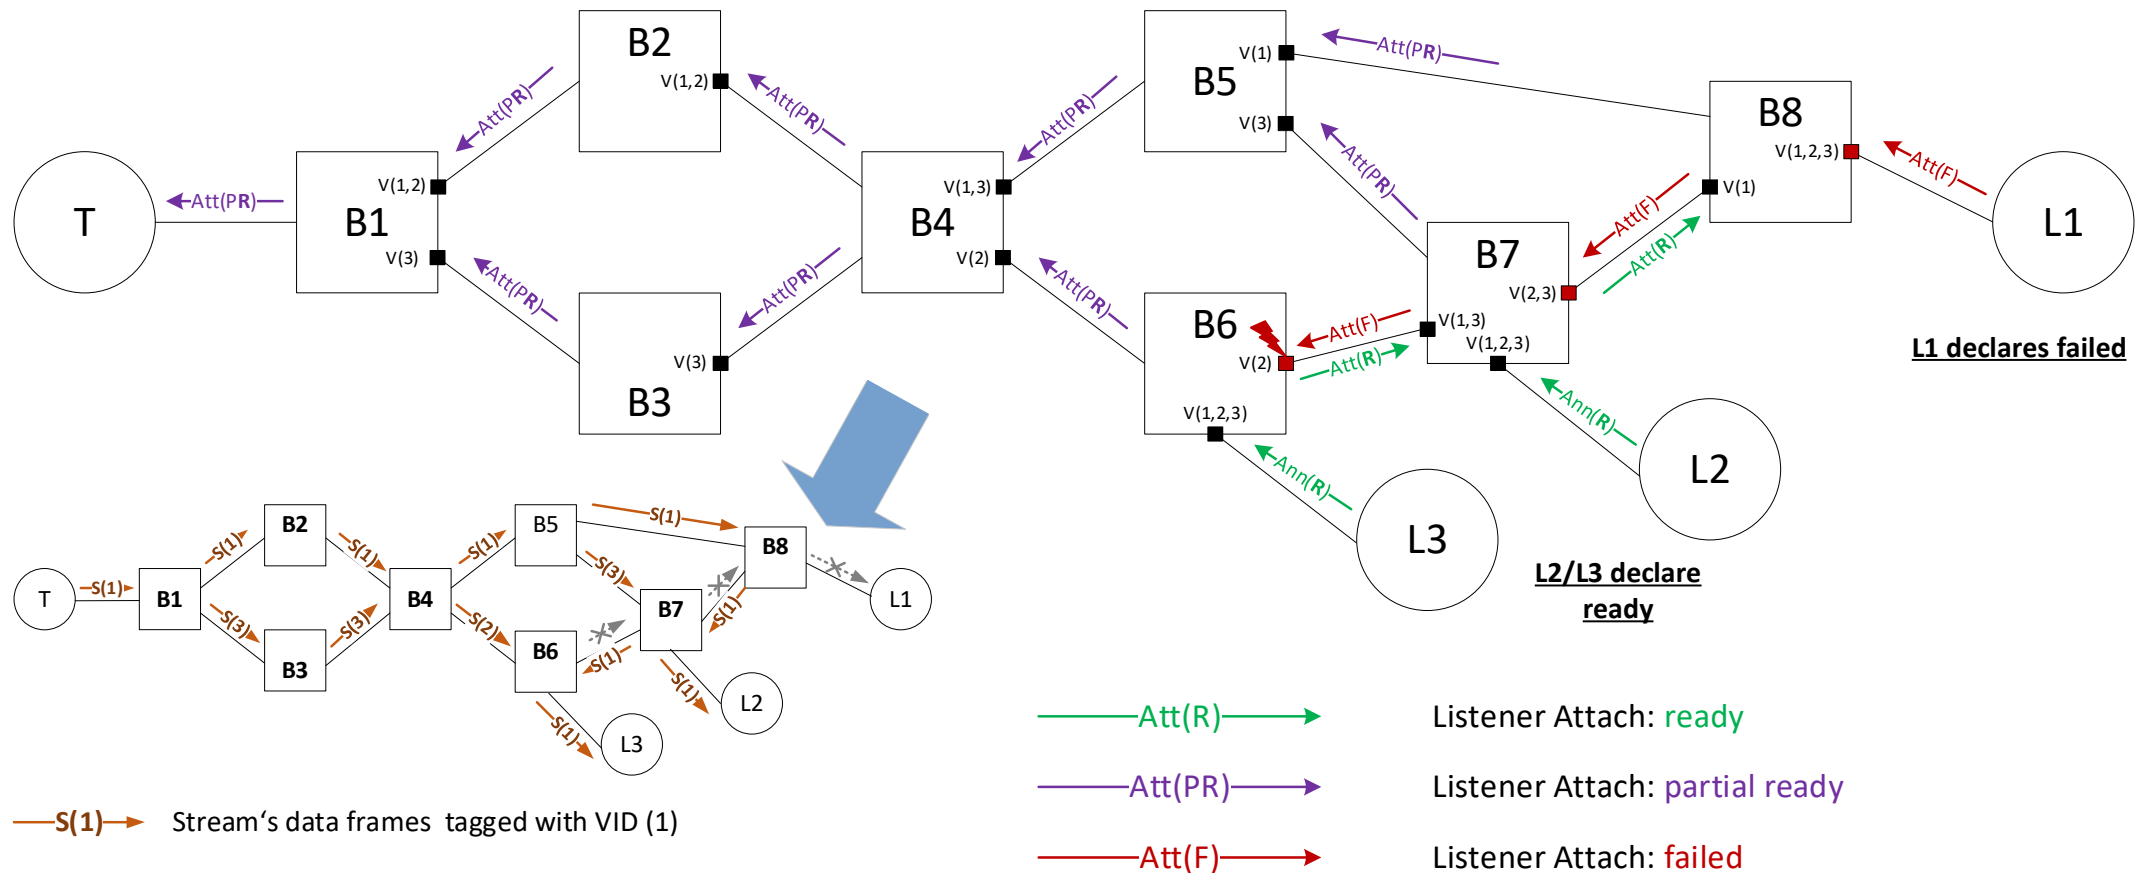 B2
V(1,2)
Att(PR)
Att(PR)
T
Att(PR)
V(1,2)
B1
V(3)
Att(PR)
Att(PR)
V(3)
B3
V(1,3)
B4
V(2)
Att(PR)
Att(PR)
V(1)
B5
V(3)
Att(PR)
Att(PR)
B6
V(2)
V(1,2,3)
Att(F)
Att(R)
B7
V(2,3)
V(1,3)
V(1,2,3)
Att(F)
Att(R)
B8
V(1,2,3)
V(1)
Att(F)
L1
L1 declares failed
Ann(R)
L2
Ann(R)
L3
L2/L3 declare
ready
T
S(1)
B1
S(1)
B2
S(1)
S(3)
B3
S(3)
B4
S(1)
B5
S(1)
S(3)
S(2)
B6
S(1)
B7
S(1)
B8
L1
S(1)
L2
S(1)
L3
S(1)
Stream‘s data frames tagged with VID (1)
Att(R)
Listener Attach: ready
Att(PR)
Listener Attach: partial ready
Att(F)
Listener Attach: failed